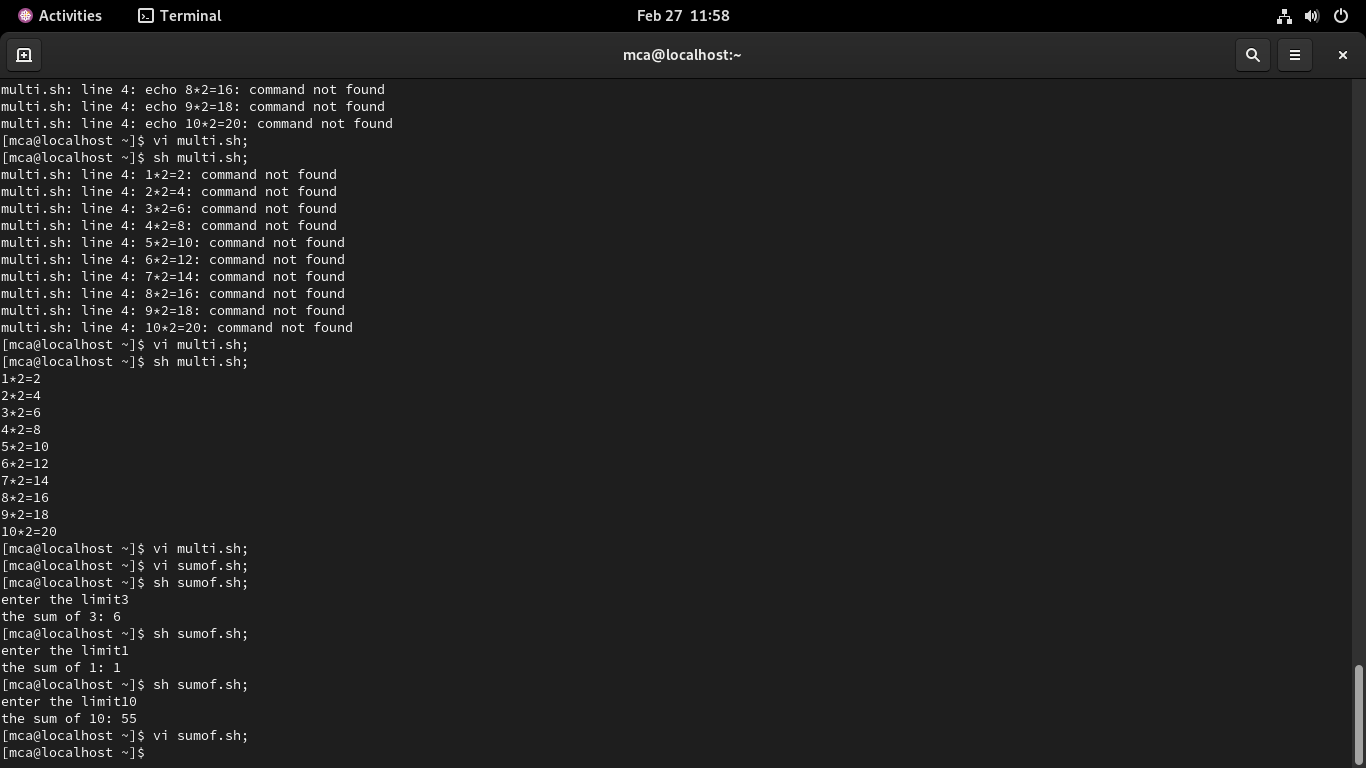 Activities Terminal Feb 27 11:58
mca@localhost:~
multi.sh: line 4: echo 8*2=16: command not found
multi.sh: line 4: echo 9*2=18: command not found
multi.sh: line 4: echo 10*2=20: command not found
[mca@localhost ~]$ vi multi.sh;
[mca@localhost ~]$ sh multi.sh;
multi.sh: line 4: 1*2=2: command not found
multi.sh: line 4: 2*2=4: command not found
multi.sh: line 4: 3*2=6: command not found
multi.sh: line 4: 4*2=8: command not found
multi.sh: line 4: 5*2=10: command not found
multi.sh: line 4: 6*2=12: command not found
multi.sh: line 4: 7*2=14: command not found
multi.sh: line 4: 8*2=16: command not found
multi.sh: line 4: 9*2=18: command not found
multi.sh: line 4: 10*2=20: command not found
[mca@localhost ~]$ vi multi.sh;
[mca@localhost ~]$ sh multi.sh;
1*2=2
2*2=4
3*2=6
4*2=8
5*2=10
6*2=12
7*2=14
8*2=16
9*2=18
10*2=20
[mca@localhost ~]$ vi multi.sh;
[mca@localhost ~]$ vi sumof.sh;
[mca@localhost ~]$ sh sumof.sh;
enter the limit3
the sum of 3: 6
[mca@localhost ~]$ sh sumof.sh;
enter the limit1
the sum of 1: 1
[mca@localhost ~]$ sh sumof.sh;
enter the limit10
the sum of 10: 55
[mca@localhost ~]$ vi sumof.sh;
[mca@localhost ~]$